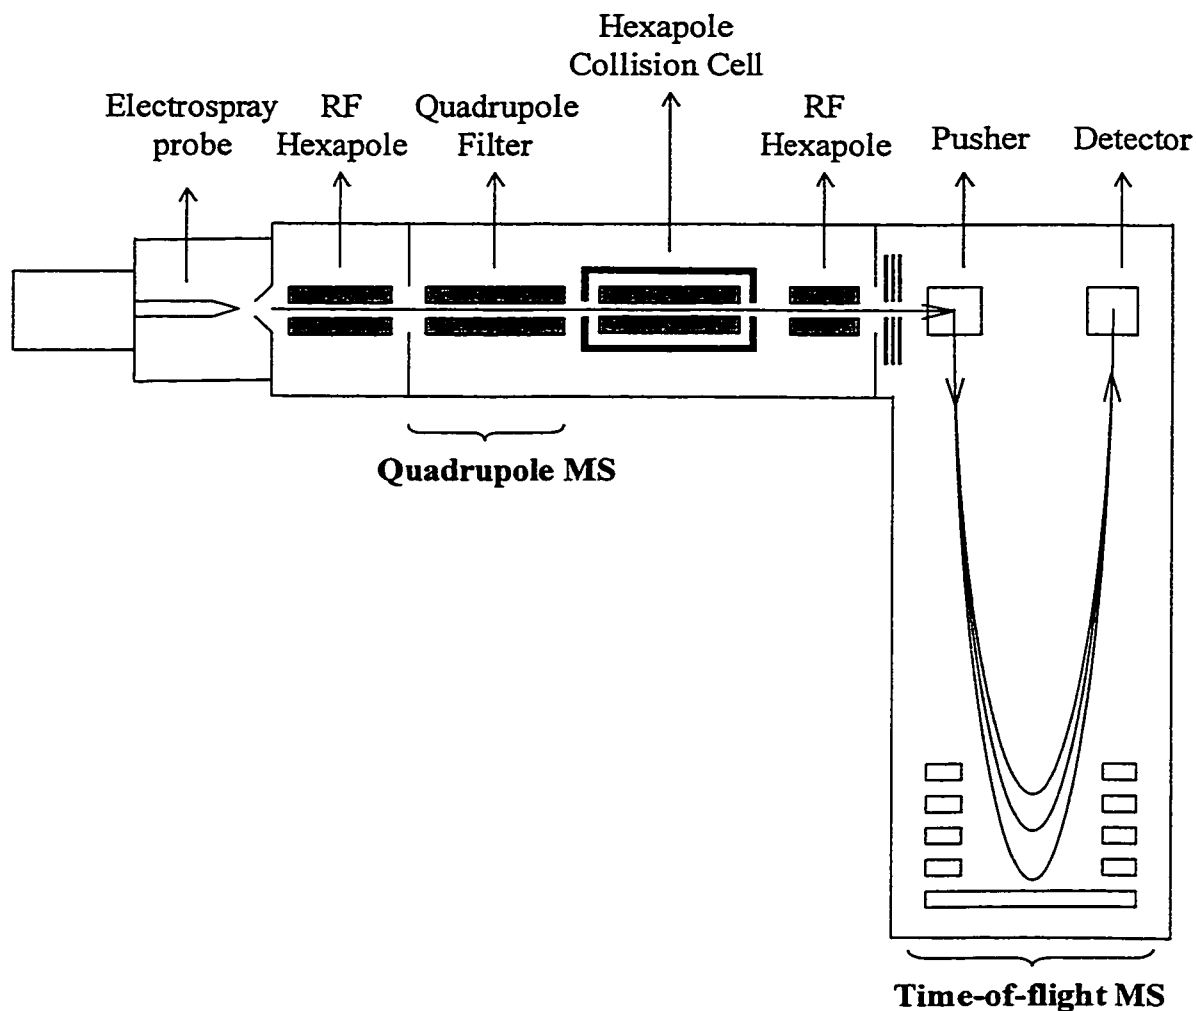 Hexapole
Collision Cell
Electrospray
probe
RF
Hexapole
Quadrupole
Filter
RF
Hexapole
Pusher
Detector
Quadrupole MS
Time-of-flight MS